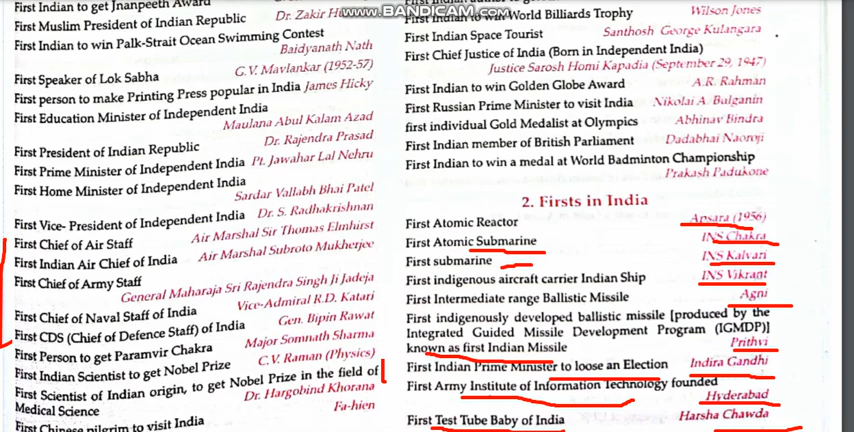 First Indian to get Jnanpeeth Award
First Muslim President of Indian Republic
Dr. Zakir
First Indian to win Palk-Strait Ocean Swimming Contest
Baidyanath Nath
First Speaker of Lok Sabha
G.V. Mavlankar (1952-57)
First person to make Printing Press popular in India James Hicky
First Education Minister of Independent India
Maulana Abul Kalam Azad
First President of Indian Republic
Dr. Rajendra Prasad
First Prime Minister of Independent India Pt. Jawahar Lal Nehru
First Home Minister of Independent India
Sardar Vallabh Bhai Patel
First Vice- President of Independent India Dr. S. Radhakrishnan
First Chief of Air Staff Air Marshal Sir Thomas Elmhirst
First Indian Air Chief of India Air Marshal Subroto Mukherjee
First Chief of Army Staff
General Maharaja Sri Rajendra Singh Ji Jadeja
First Chief of Naval Staff of India Vice-Admiral R.D. Katari
First CDS (Chief of Defence Staff) of India Gen. Bipin Rawat
First Person to get Paramvir Chakra Major Somnath Sharma
First Indian Scientist to get Nobel Prize C.V. Raman (Physics)
First Scientist of Indian origin, to get Nobel Prize in the field of
Medical Science Dr. Hargobind Khorana
First Chinese pilgrim to visit India Fa-hien
WWW.BANDICAM.COM
First Indian to win World Billiards Trophy Wilson Jones
First Indian Space Tourist Santhosh George Kulangara
First Chief Justice of India (Born in Independent India)
Justice Sarosh Homi Kapadia (September 29, 1947)
First Indian to win Golden Globe Award A.R. Rahman
First Russian Prime Minister to visit India Nikolai A. Bulganin
first individual Gold Medalist at Olympics Abhinav Bindra
First Indian member of British Parliament Dadabhai Naoroji
First Indian to win a medal at World Badminton Championship
Prakash Padukone
2. Firsts in India
First Atomic Reactor Apsara (1956)
First Atomic Submarine INS Chakra
First submarine INS Kalvari
First indigenous aircraft carrier Indian Ship INS Vikrant
First Intermediate range Ballistic Missile Agni
First indigenously developed ballistic missile [produced by the
Integrated Guided Missile Development Program (IGMDP)]
known as first Indian Missile Prithvi
First Indian Prime Minister to loose an Election Indira Gandhi
First Army Institute of Information Technology founded
Hyderabad
First Test Tube Baby of India Harsha Chawda